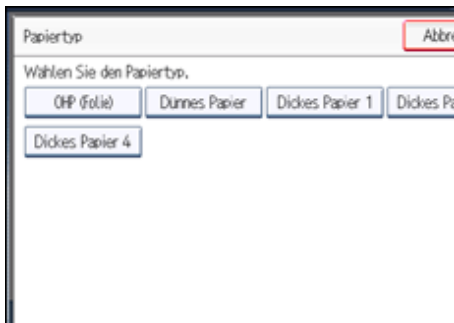 Papiertyp Abbre
Wählen Sie den Papiertyp.
OHP (Folie) Dünnes Papier Dickes Papier 1 Dickes Pa
Dickes Papier 4